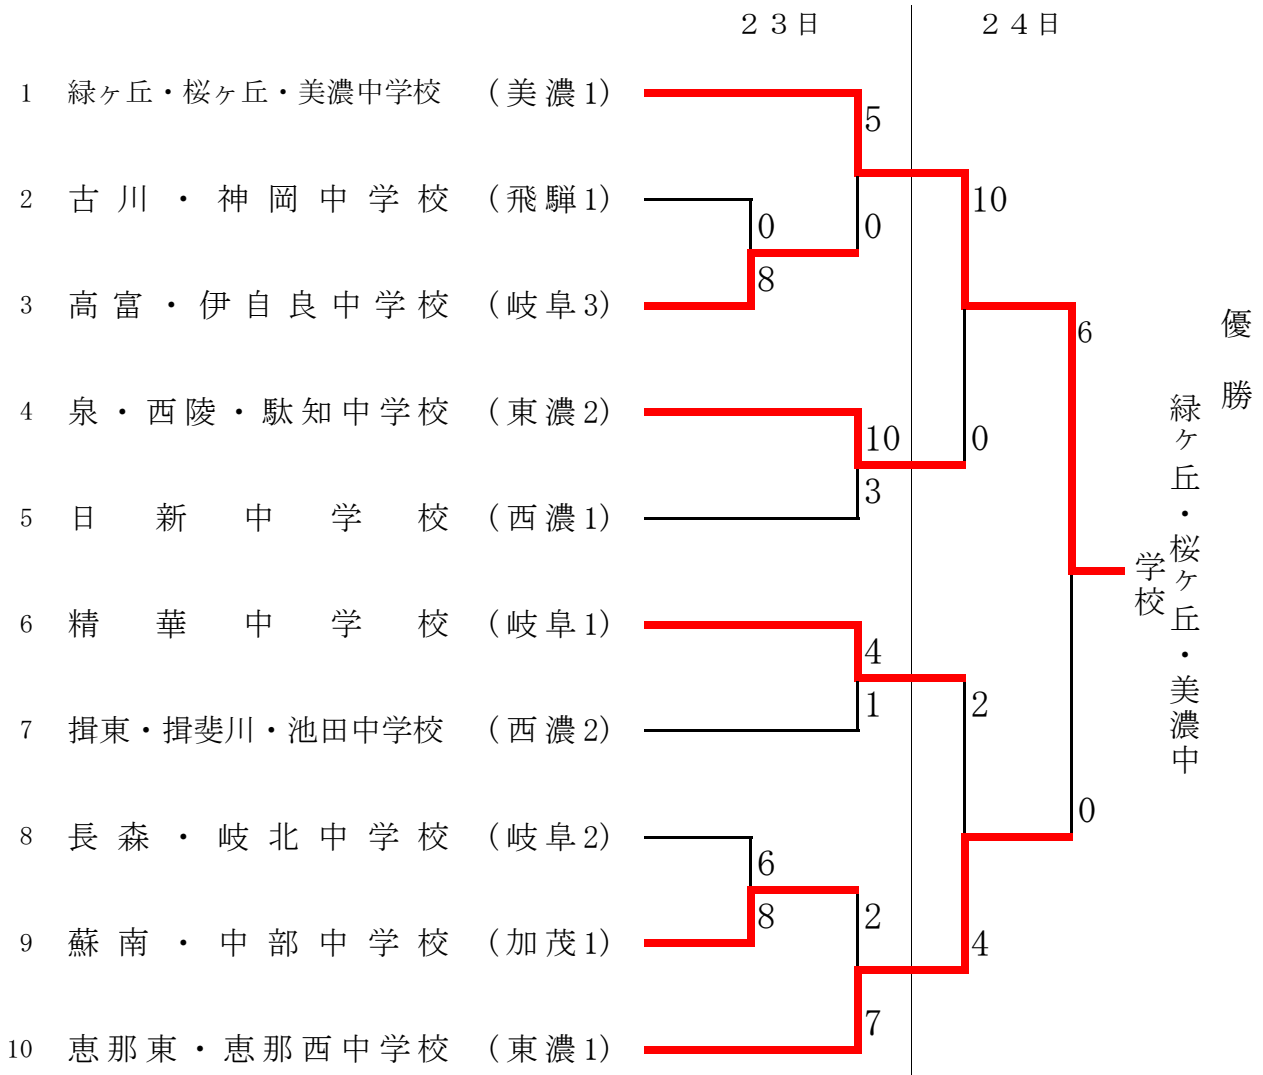 ２３日 ２４日
1 緑ヶ丘・桜ヶ丘・美濃中学校 (美濃1)
5
2 古川・神岡中学校 (飛騨1)
10
0
0
8
3 高富・伊自良中学校 (岐阜3)
6
4 泉・西陵・駄知中学校 (東濃2)
10
0
3
5 日新中学校 (西濃1)
6 精華中学校 (岐阜1)
4
1
2
7 揖東・揖斐川・池田中学校 (西濃2)
0
8 長森・岐北中学校 (岐阜2)
6
8
2
9 蘇南・中部中学校 (加茂1)
4
7
10 恵那東・恵那西中学校 (東濃1)
優勝
緑ヶ丘・桜ヶ丘・美濃中
学校